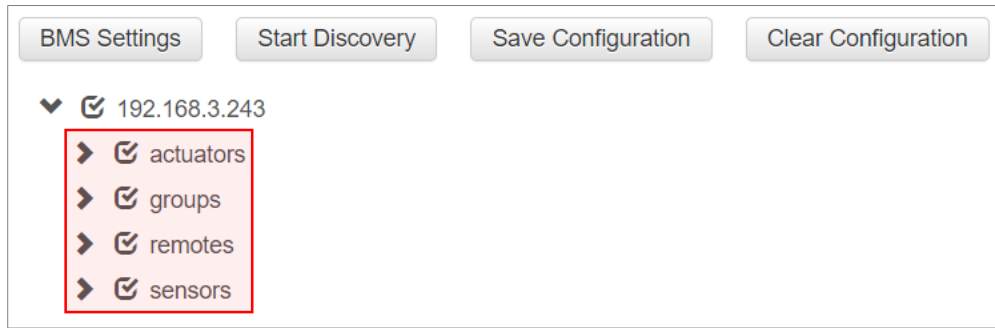 BMS Settings Start Discovery Save Configuration Clear Configuration
192.168.3.243
actuators
groups
remotes
sensors